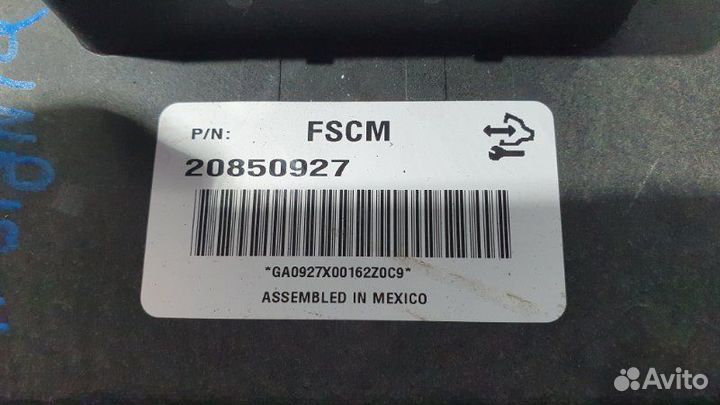 P/N: FSCM
20850927
*GA0927X00162Z0C9*
ASSEMBLED IN MEXICO
Avito